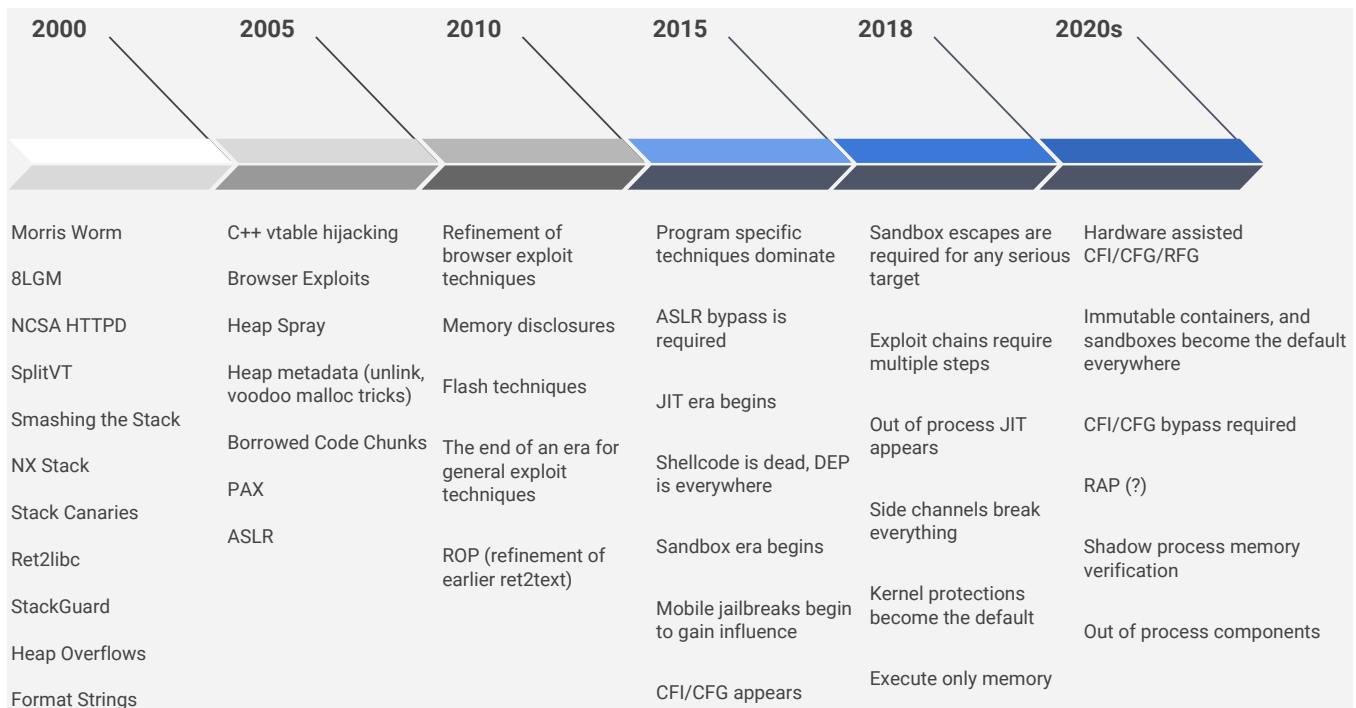 2000
2005
2010
2015
2018
2020s
Morris Worm
8LGM
NCSA HTTPD
SplitVT
Smashing the Stack
NX Stack
Stack Canaries
Ret2libc
StackGuard
Heap Overflows
Format Strings
C++ vtable hijacking
Browser Exploits
Heap Spray
Heap metadata (unlink,
voodoo malloc tricks)
Borrowed Code Chunks
PAX
ASLR
Refinement of
browser exploit
techniques
Memory disclosures
Flash techniques
The end of an era for
general exploit
techniques
ROP (refinement of
earlier ret2text)
Program specific
techniques dominate
ASLR bypass is
required
JIT era begins
Shellcode is dead, DEP
is everywhere
Sandbox era begins
Mobile jailbreaks begin
to gain influence
CFI/CFG appears
Sandbox escapes are
required for any serious
target
Exploit chains require
multiple steps
Out of process JIT
appears
Side channels break
everything
Kernel protections
become the default
Execute only memory
Hardware assisted
CFI/CFG/RFG
Immutable containers, and
sandboxes become the default
everywhere
CFI/CFG bypass required
RAP (?)
Shadow process memory
verification
Out of process components